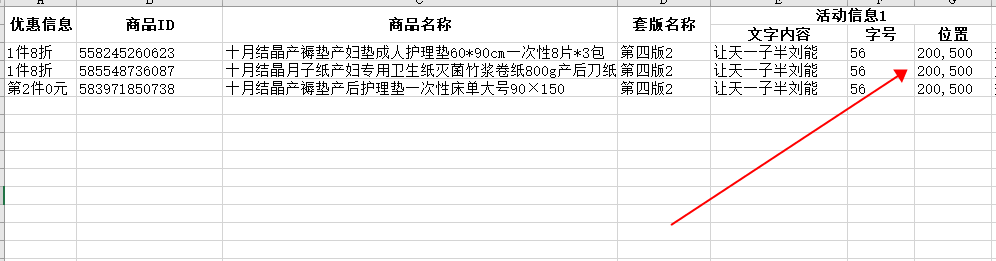 A B C D E F G
优惠信息 商品ID 商品名称 套版名称 活动信息1
文字内容 字号 位置
1件8折 558245260623 十月结晶产褥垫产妇垫成人护理垫60*90cm一次性8片*3包 第四版2 让天一子半刘能 56 200,500
1件8折 585548736087 十月结晶月子纸产妇专用卫生纸灭菌竹浆卷纸800g产后刀纸 第四版2 让天一子半刘能 56 200,500
第2件0元 583971850738 十月结晶产褥垫产后护理垫一次性床单大号90×150 第四版2 让天一子半刘能 56 200,500